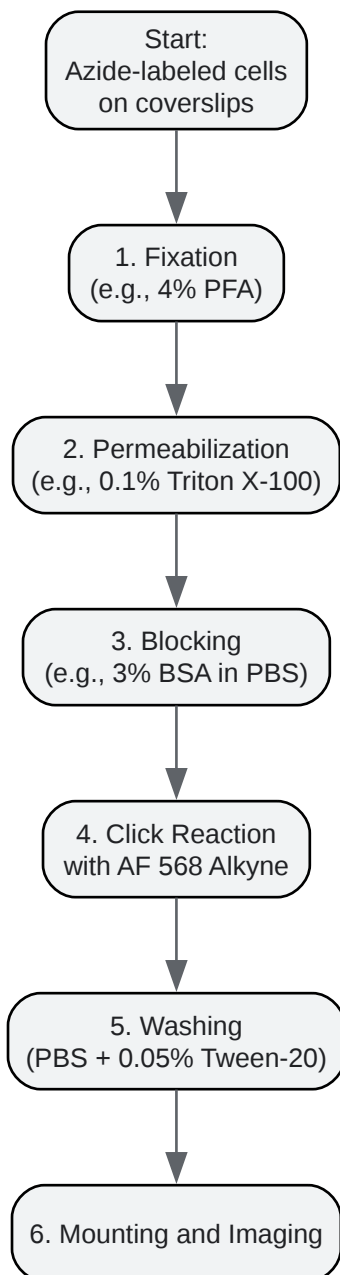 Start:
Azide-labeled cells
on coverslips
1. Fixation
(e.g., 4% PFA)
2. Permeabilization
(e.g., 0.1% Triton X-100)
3. Blocking
(e.g., 3% BSA in PBS)
4. Click Reaction
with AF 568 Alkyne
5. Washing
(PBS + 0.05% Tween-20)
6. Mounting and Imaging